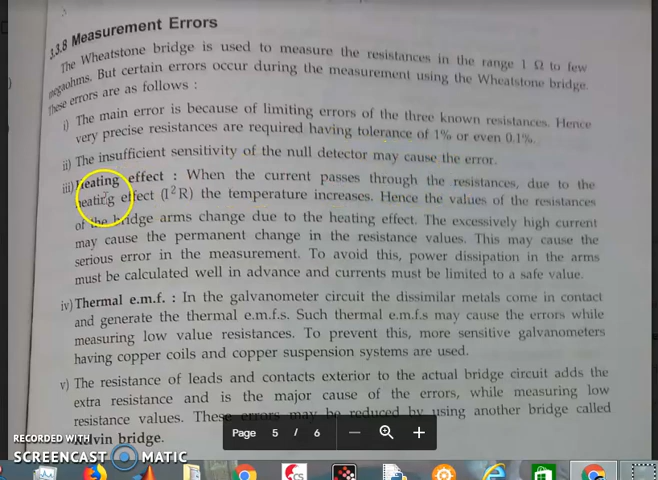 3.3.8 Measurement Errors
The Wheatstone bridge is used to measure the resistances in the range 1 Ω to few
megaohms. But certain errors occur during the measurement using the Wheatstone bridge.
These errors are as follows :
i) The main error is because of limiting errors of the three known resistances. Hence
very precise resistances are required having tolerance of 1% or even 0.1%.
ii) The insufficient sensitivity of the null detector may cause the error.
iii) Heating effect : When the current passes through the resistances, due to the
heating effect (I²R) the temperature increases. Hence the values of the resistances
of the bridge arms change due to the heating effect. The excessively high current
may cause the permanent change in the resistance values. This may cause the
serious error in the measurement. To avoid this, power dissipation in the arms
must be calculated well in advance and currents must be limited to a safe value.
iv) Thermal e.m.f. : In the galvanometer circuit the dissimilar metals come in contact
and generate the thermal e.m.f.s. Such thermal e.m.f.s may cause the errors while
measuring low value resistances. To prevent this, more sensitive galvanometers
having copper coils and copper suspension systems are used.
v) The resistance of leads and contacts exterior to the actual bridge circuit adds the
extra resistance and is the major cause of the errors, while measuring low
resistance values. These errors may be reduced by using another bridge called
Kelvin bridge.
Page 5 / 6
RECORDED WITH
SCREENCAST MATIC
CS